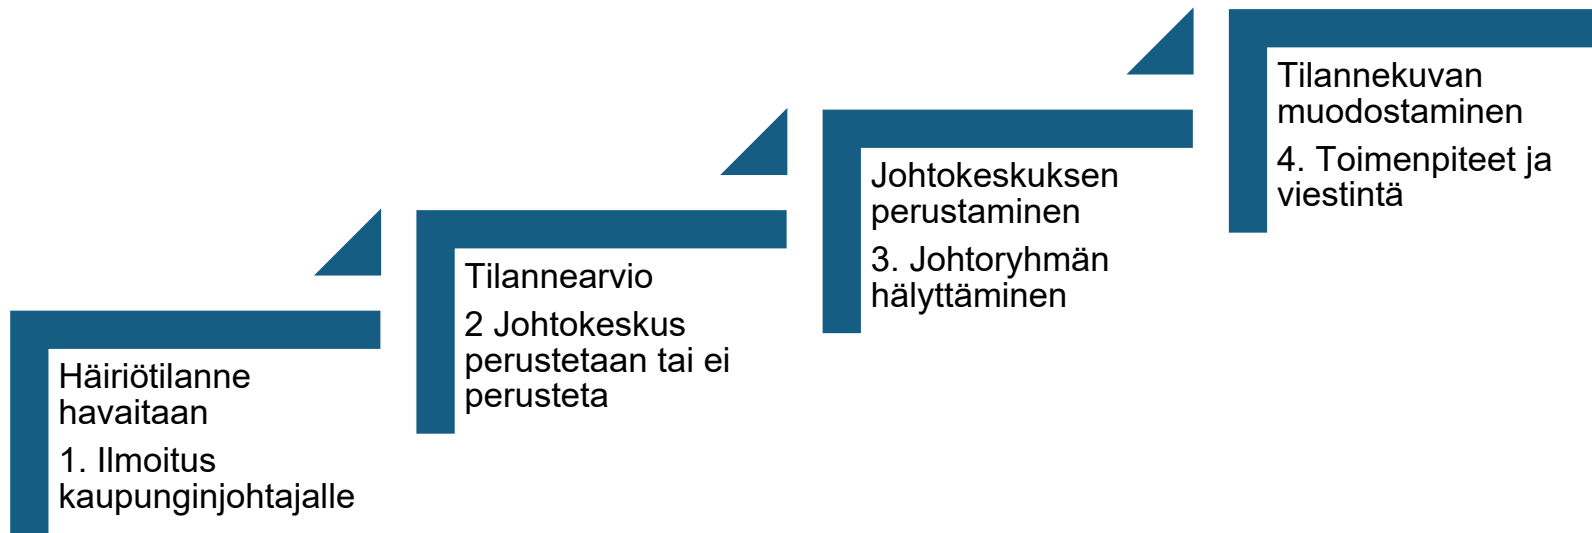 Häiriötilanne
havaitaan
1. Ilmoitus
kaupunginjohtajalle
Tilannearvio
2 Johtokeskus
perustetaan tai ei
perusteta
Johtokeskuksen
perustaminen
3. Johtoryhmän
hälyttäminen
Tilannekuvan
muodostaminen
4. Toimenpiteet ja
viestintä